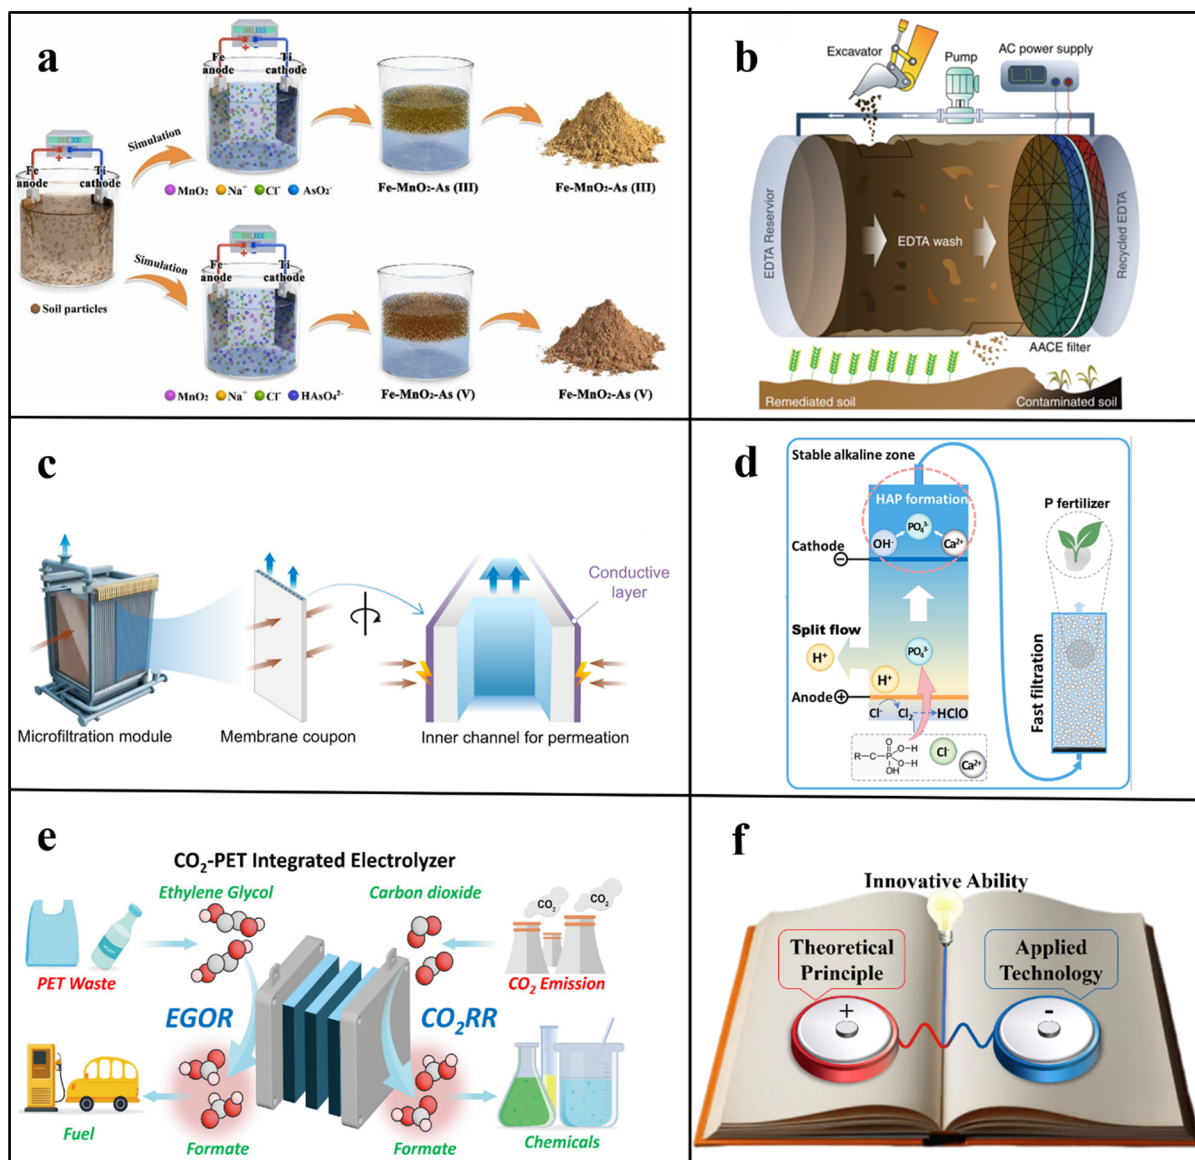 a
Fe
anode
Ti
cathode
+ -
Simulation
MnO₂ Na⁺ Cl⁻ AsO₂⁻
Fe-MnO₂-As (III)
Fe-MnO₂-As (III)
Fe
anode
Ti
cathode
+ -
Soil particles
Simulation
Fe
anode
Ti
cathode
+ -
MnO₂ Na⁺ Cl⁻ HAsO₄²⁻
Fe-MnO₂-As (V)
Fe-MnO₂-As (V)
b
Excavator
Pump
AC power supply
EDTA Reservior
EDTA wash
Recycled EDTA
AACE filter
Remediated soil
Contaminated soil
c
Conductive
layer
Microfiltration module
Membrane coupon
Inner channel for permeation
d
Stable alkaline zone
HAP formation
PO₄³⁻
OH⁻
Ca²⁺
Cathode
-
Split flow
H⁺
PO₄³⁻
H⁺
Anode +
Cl⁻ Cl₂ HClO
R-C-P
O
O-H
O-H
OH
Cl⁻
Ca²⁺
P fertilizer
Fast filtration
e
CO₂-PET Integrated Electrolyzer
Ethylene Glycol
Carbon dioxide
CO₂
CO₂
PET Waste
CO₂ Emission
EGOR
CO₂RR
Fuel
Formate
Formate
Chemicals
f
Innovative Ability
Theoretical
Principle
Applied
Technology
+
-